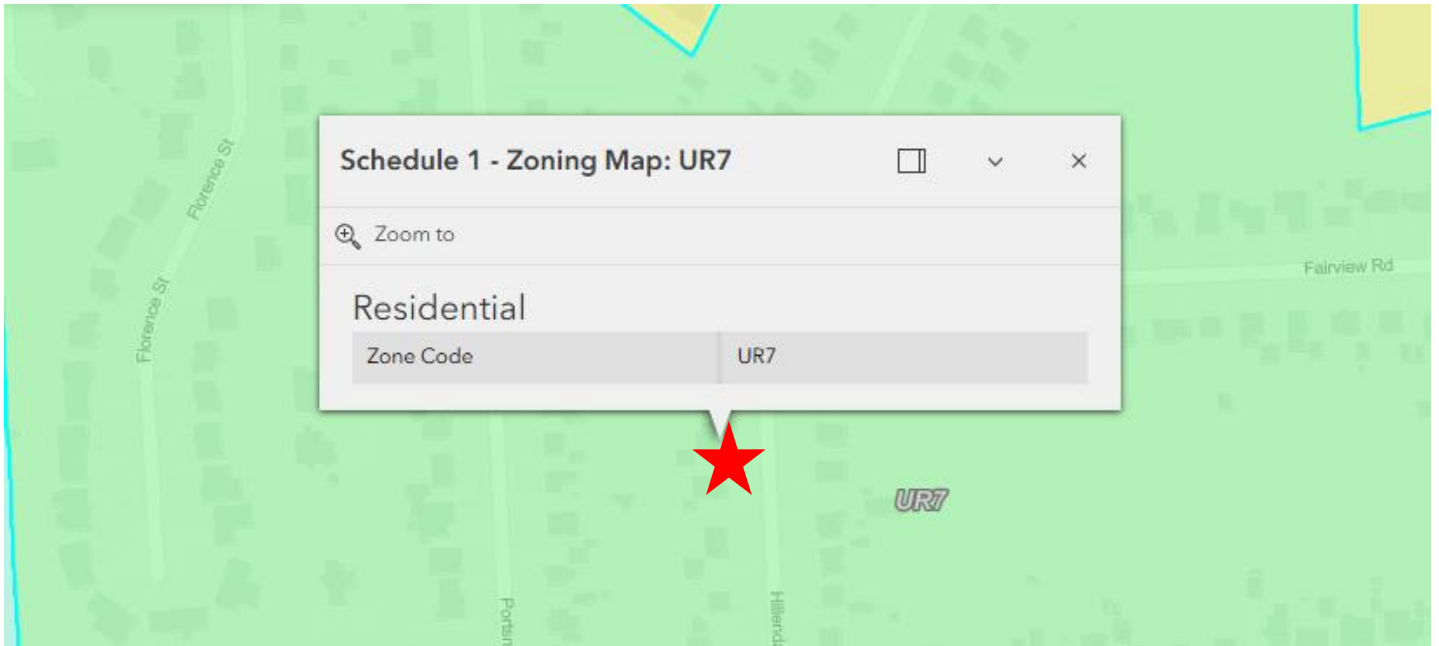 Florence St
Schedule 1 - Zoning Map: UR7
Zoom to
Fairview Rd
Florence St
Residential
Zone Code UR7
UR7